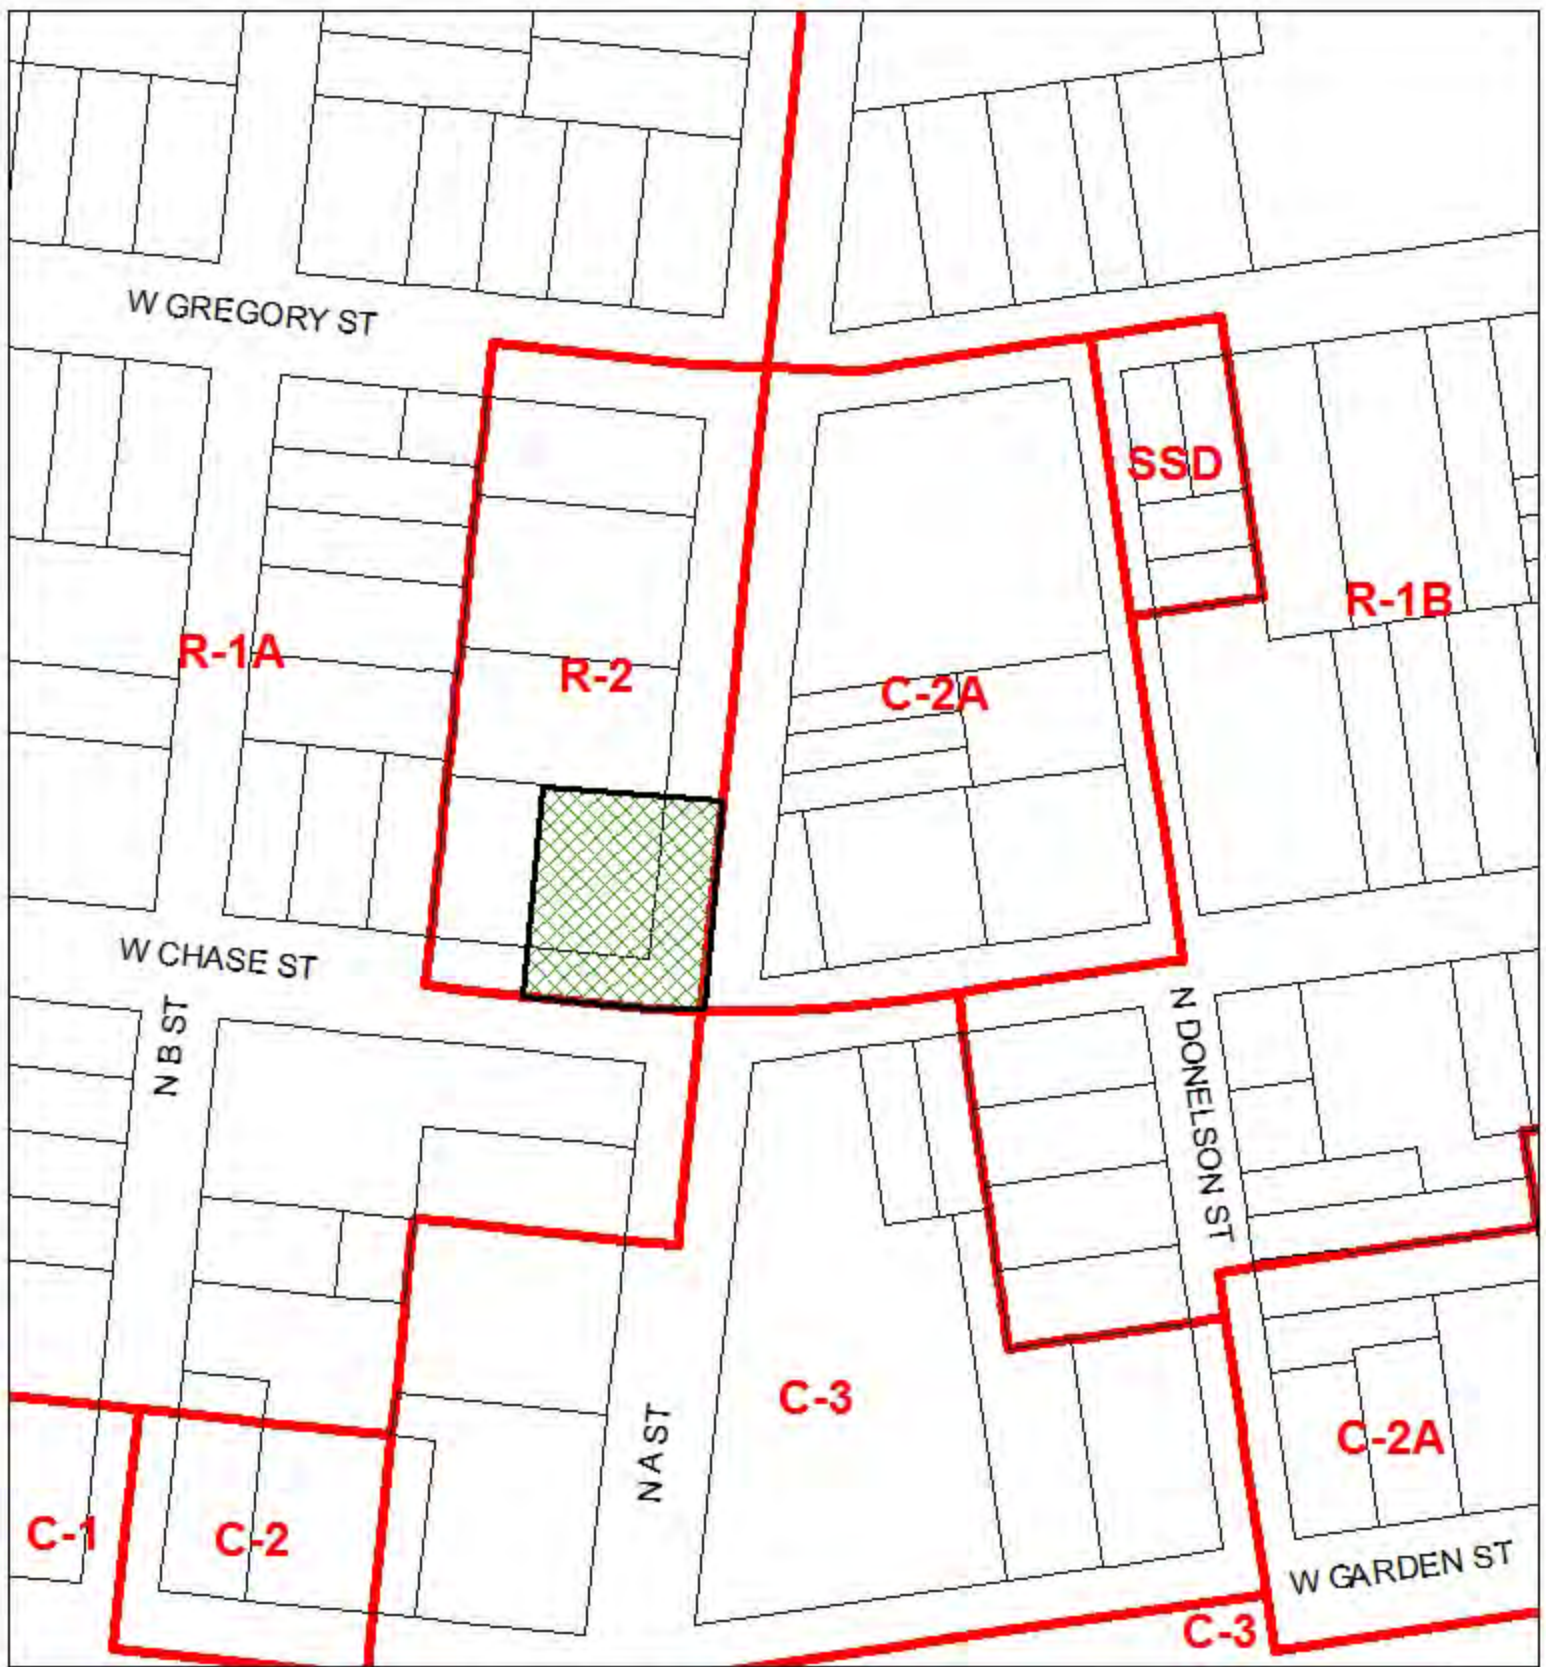 W GREGORY ST
SSD
R-1B
R-1A
R-2
C-2A
W CHASE ST
N B ST
N DONELSON ST
C-3
N A ST
C-2A
C-1
C-2
W GARDEN ST
C-3